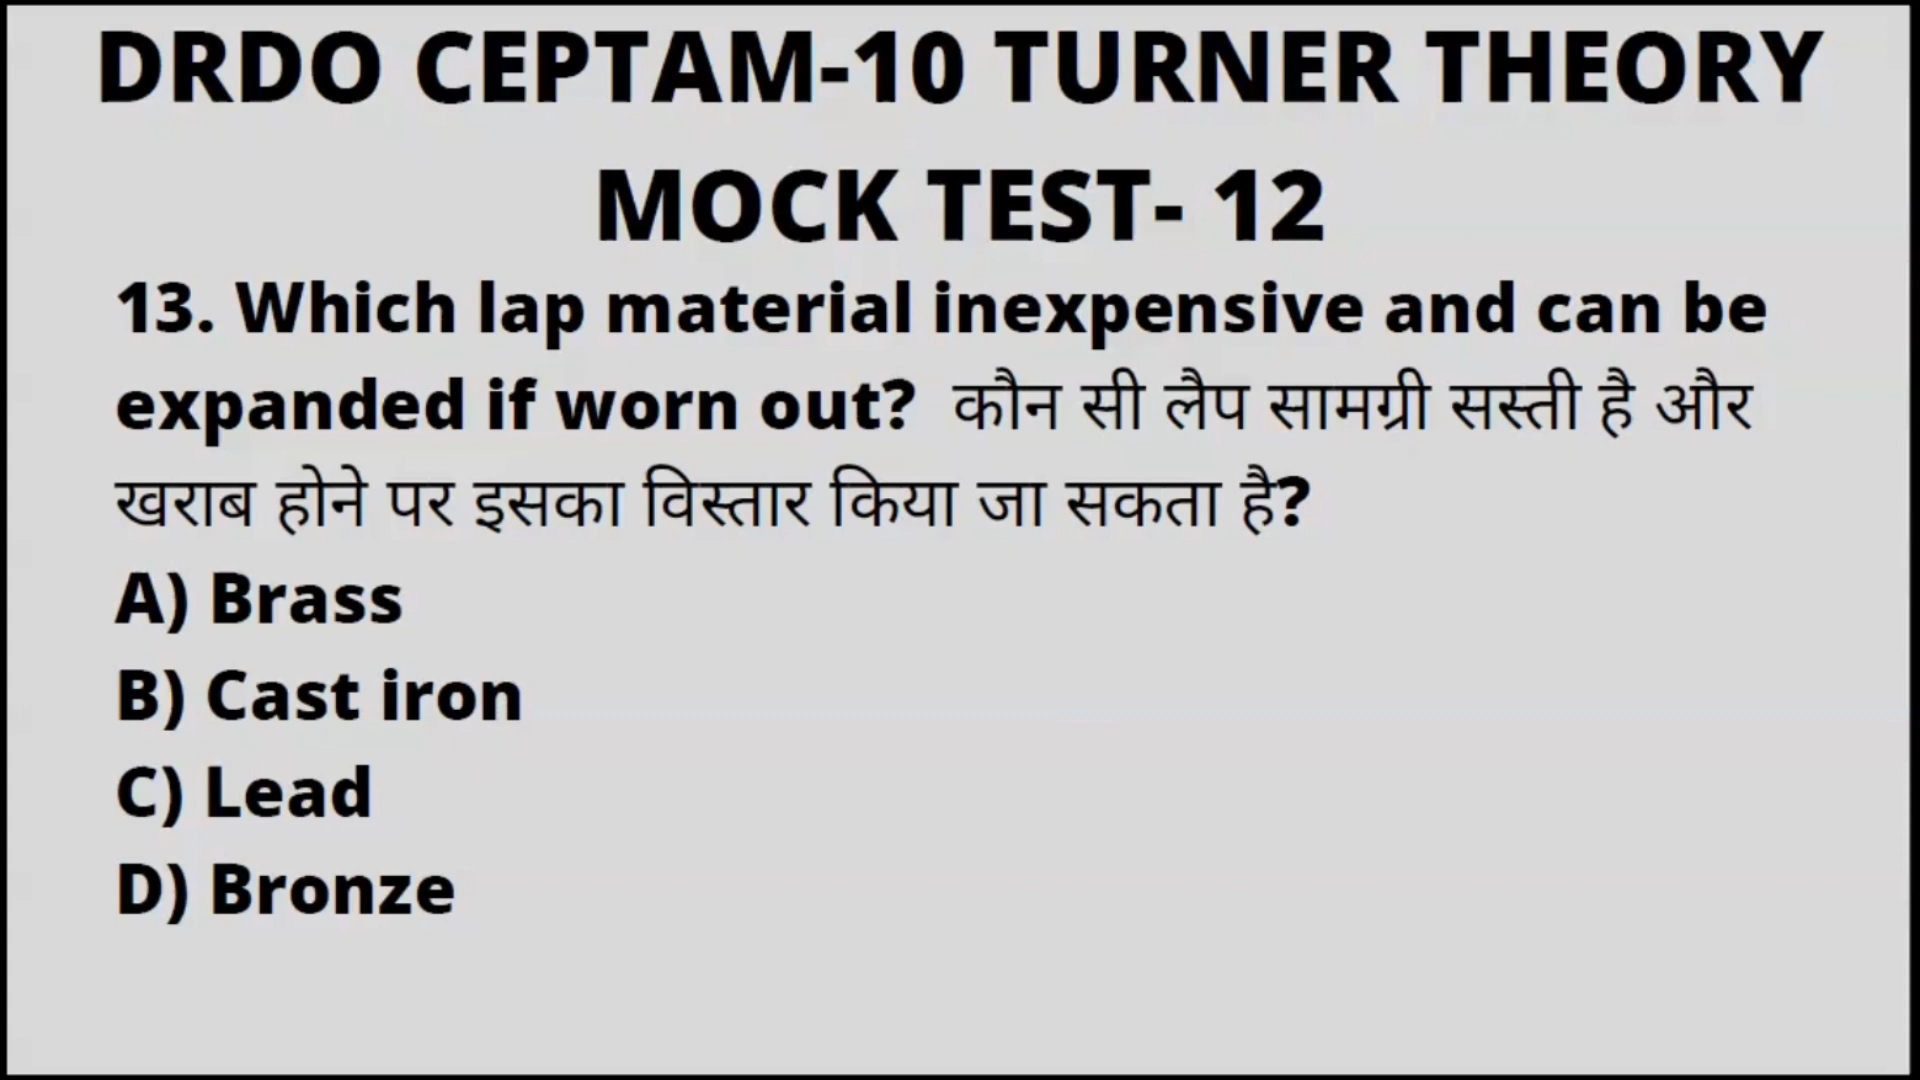 DRDO CEPTAM-10 TURNER THEORY
MOCK TEST- 12
13. Which lap material inexpensive and can be
expanded if worn out? कौन सी लैप सामग्री सस्ती है और
खराब होने पर इसका विस्तार किया जा सकता है?
A) Brass
B) Cast iron
C) Lead
D) Bronze